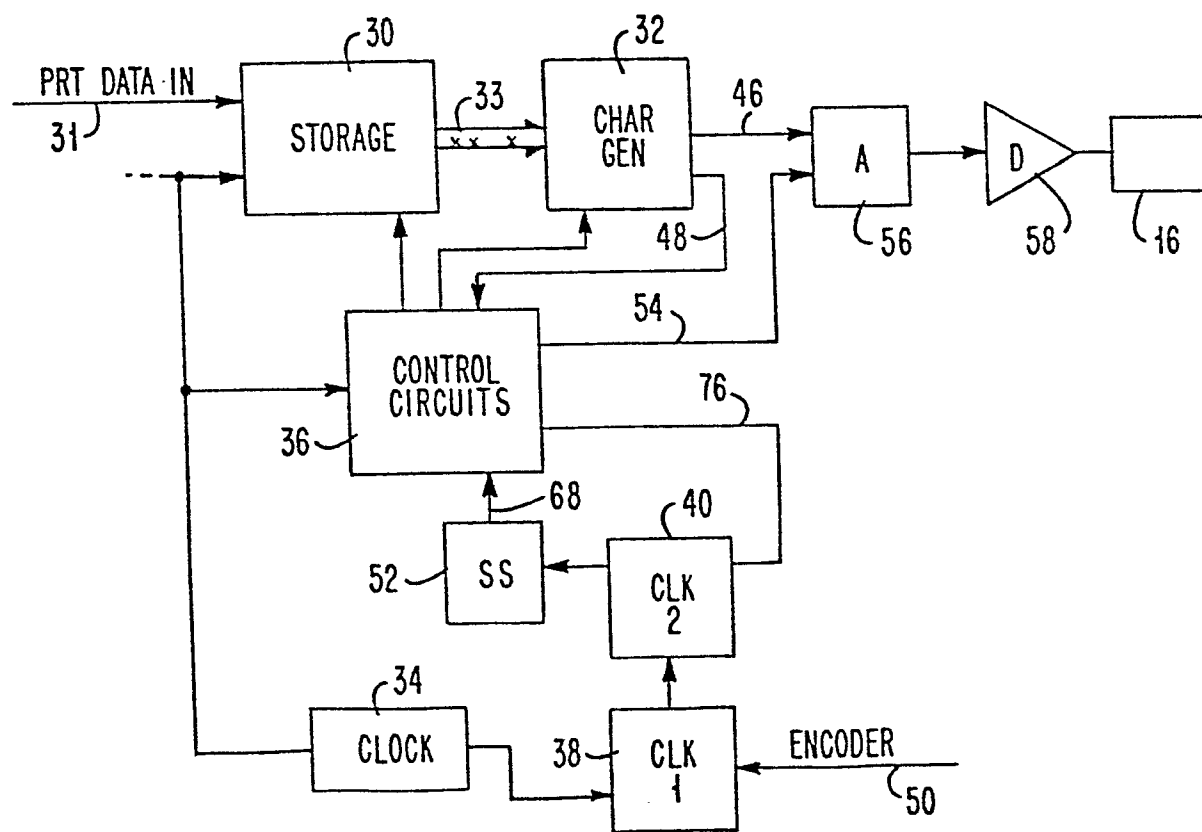 30
32
PRT DATA IN
31
STORAGE
33
x x x
CHAR
GEN
46
A
56
D
58
16
48
54
CONTROL
CIRCUITS
36
76
68
40
52
SS
CLK
2
34
CLOCK
38
CLK
1
ENCODER
50